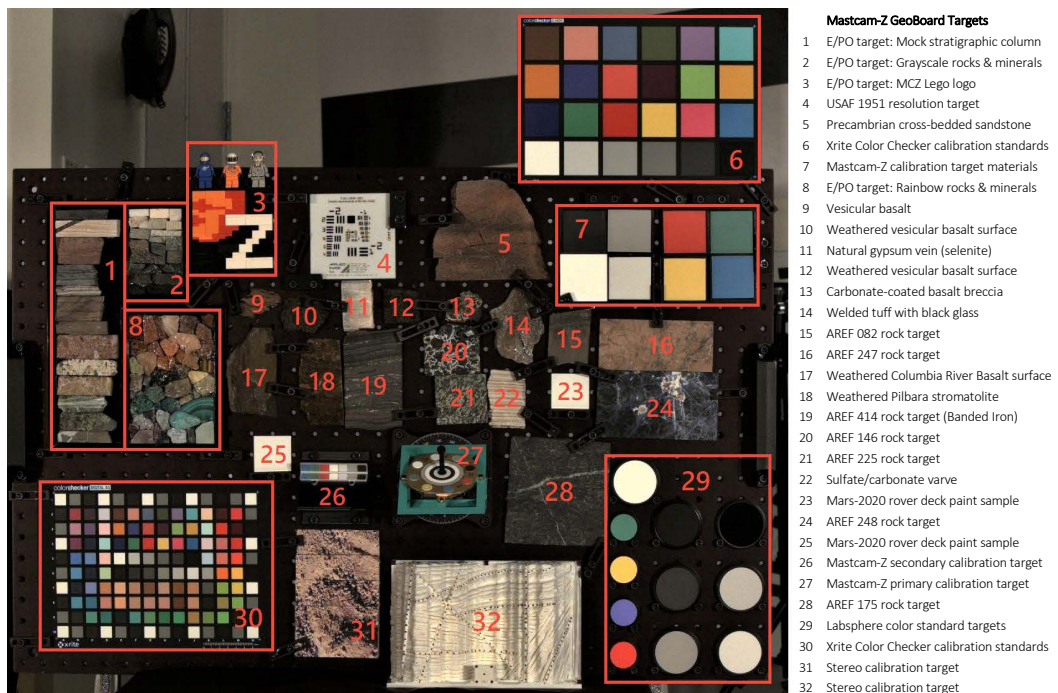 colorchecker CLASSIC
Mastcam-Z GeoBoard Targets
1 E/PO target: Mock stratigraphic column
2 E/PO target: Grayscale rocks & minerals
3 E/PO target: MCZ Lego logo
4 USAF 1951 resolution target
5 Precambrian cross-bedded sandstone
6 Xrite Color Checker calibration standards
7 Mastcam-Z calibration target materials
8 E/PO target: Rainbow rocks & minerals
9 Vesicular basalt
10 Weathered vesicular basalt surface
11 Natural gypsum vein (selenite)
12 Weathered vesicular basalt surface
13 Carbonate-coated basalt breccia
14 Welded tuff with black glass
15 AREF 082 rock target
16 AREF 247 rock target
17 Weathered Columbia River Basalt surface
18 Weathered Pilbara stromatolite
19 AREF 414 rock target (Banded Iron)
20 AREF 146 rock target
21 AREF 225 rock target
22 Sulfate/carbonate varve
23 Mars-2020 rover deck paint sample
24 AREF 248 rock target
25 Mars-2020 rover deck paint sample
26 Mastcam-Z secondary calibration target
27 Mastcam-Z primary calibration target
28 AREF 175 rock target
29 Labsphere color standard targets
30 Xrite Color Checker calibration standards
31 Stereo calibration target
32 Stereo calibration target
6
3
1
2
4
5
7
8
9
10
11
12
13
14
15
16
17
18
19
20
21
22
23
24
25
26
27
28
29
colorchecker DIGITAL SG
30
x-rite
31
32